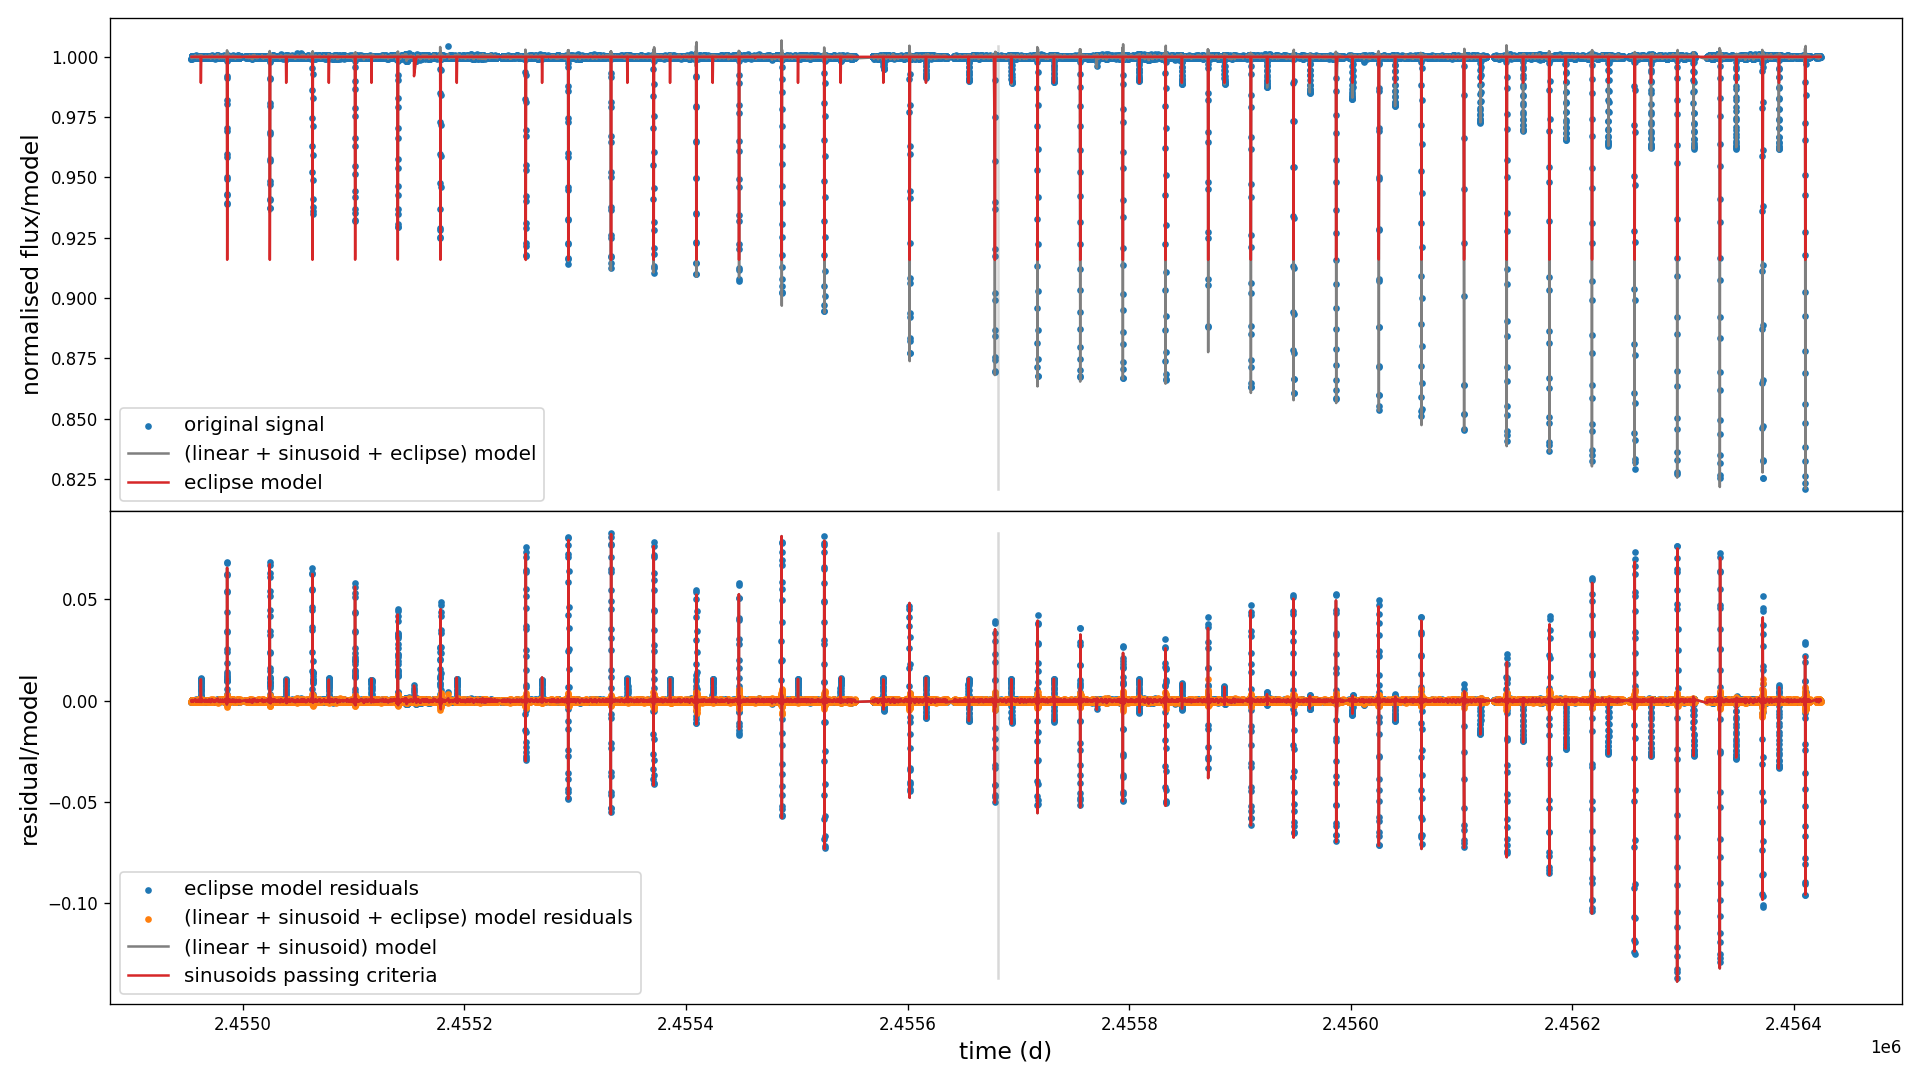 normalised flux/model
1.000
0.975
0.950
0.925
0.900
0.875
0.850
0.825
original signal
(linear + sinusoid + eclipse) model
eclipse model
residual/model
0.05
0.00
−0.05
−0.10
eclipse model residuals
(linear + sinusoid + eclipse) model residuals
(linear + sinusoid) model
sinusoids passing criteria
2.4550 2.4552 2.4554 2.4556 2.4558 2.4560 2.4562 2.4564
time (d)
1e6